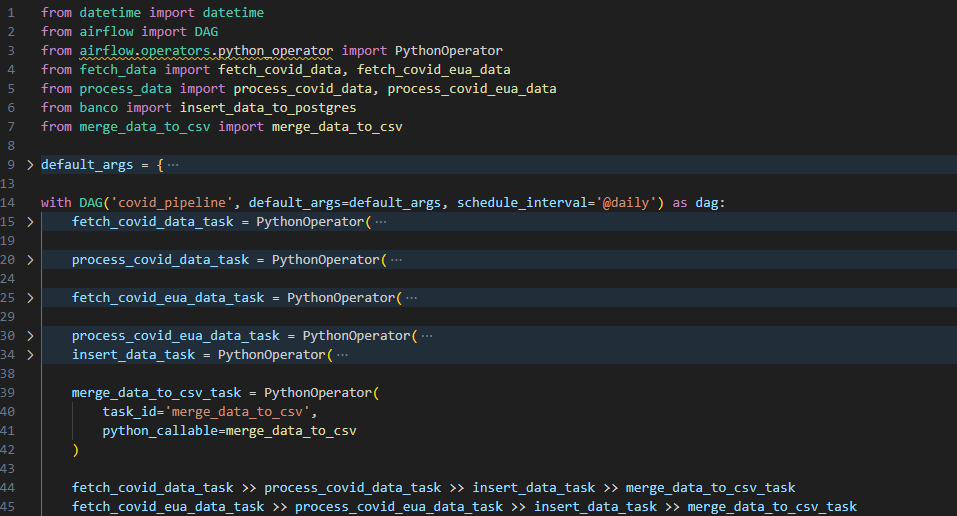 1 from datetime import datetime
2 from airflow import DAG
3 from airflow.operators.python_operator import PythonOperator
4 from fetch_data import fetch_covid_data, fetch_covid_eua_data
5 from process_data import process_covid_data, process_covid_eua_data
6 from banco import insert_data_to_postgres
7 from merge_data_to_csv import merge_data_to_csv
8
9 > default_args = { ···
13
14 with DAG('covid_pipeline', default_args=default_args, schedule_interval='@daily') as dag:
15 > fetch_covid_data_task = PythonOperator( ···
19
20 > process_covid_data_task = PythonOperator( ···
24
25 > fetch_covid_eua_data_task = PythonOperator( ···
29
30 > process_covid_eua_data_task = PythonOperator( ···
34 > insert_data_task = PythonOperator( ···
38
39 merge_data_to_csv_task = PythonOperator(
40 task_id='merge_data_to_csv',
41 python_callable=merge_data_to_csv
42 )
43
44 fetch_covid_data_task >> process_covid_data_task >> insert_data_task >> merge_data_to_csv_task
45 fetch_covid_eua_data_task >> process_covid_eua_data_task >> insert_data_task >> merge_data_to_csv_task